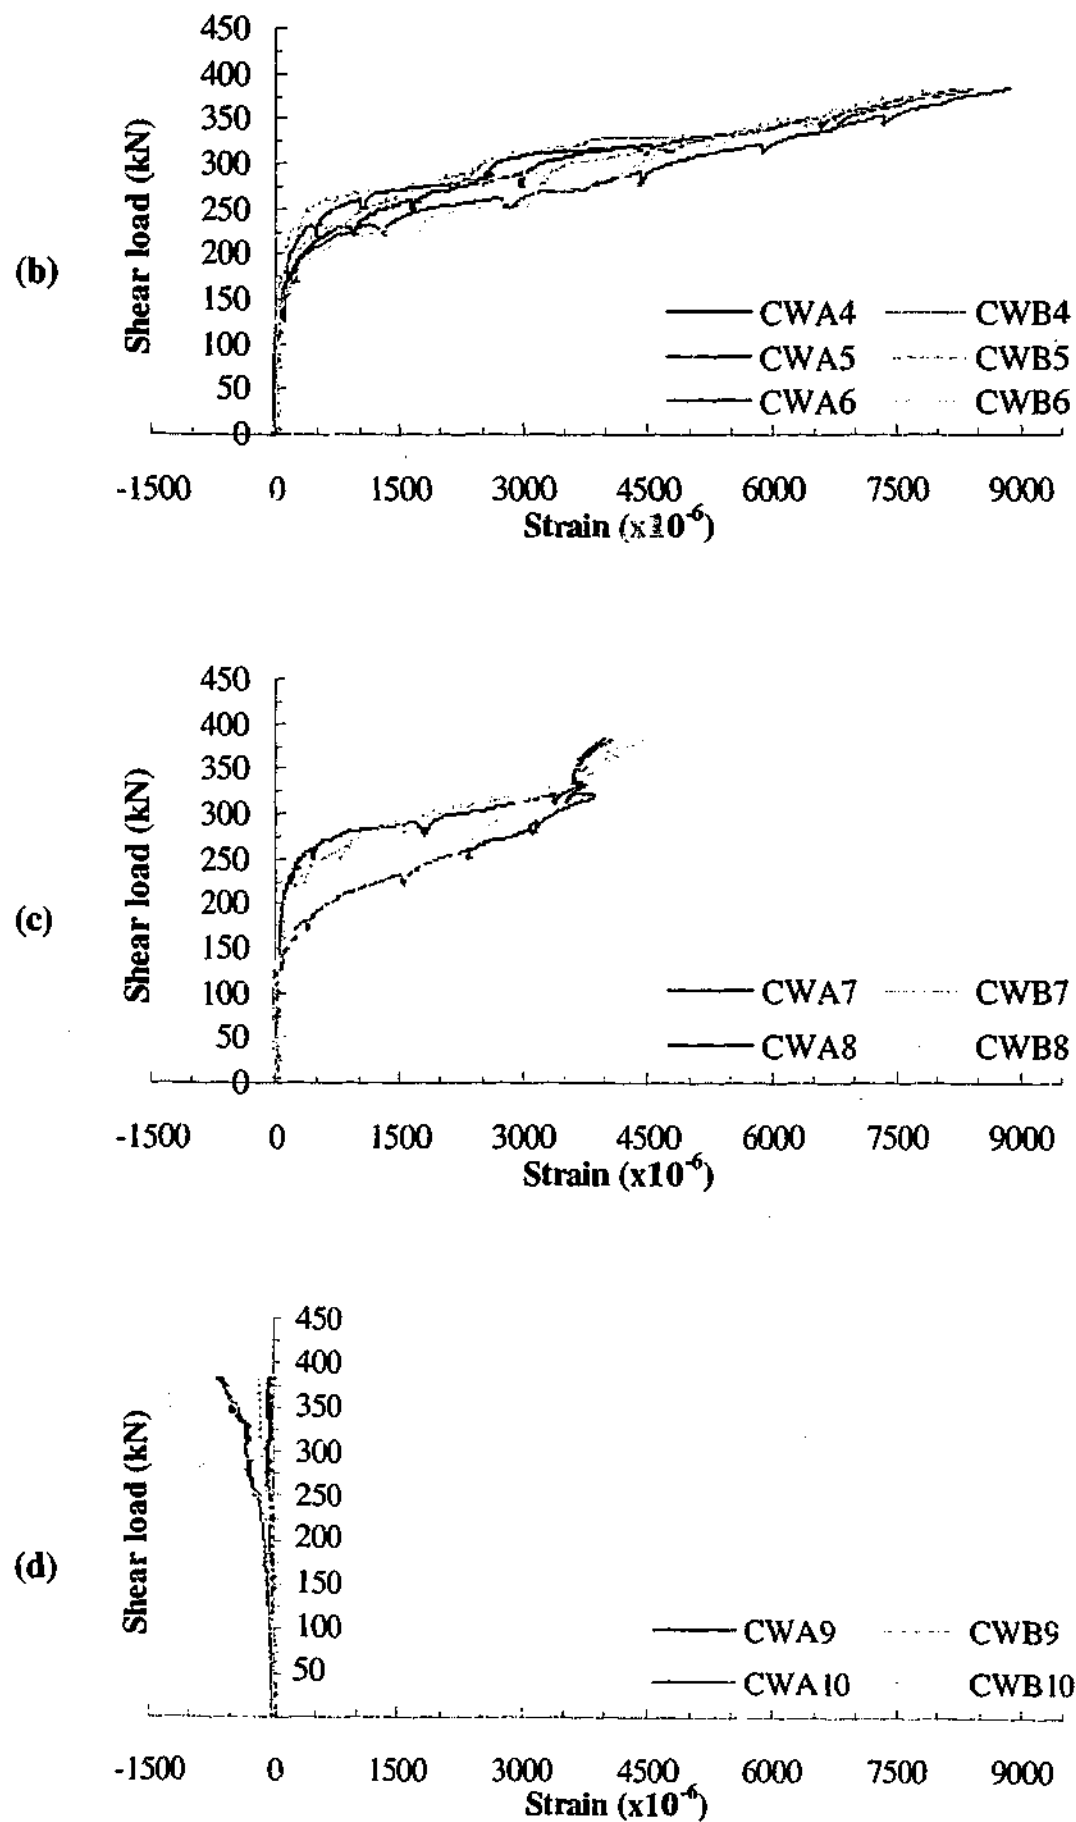 450
400
350
300
250
200
150
100
50
0
Shear load (kN)
(b)
CWA4 CWB4
CWA5 CWB5
CWA6 CWB6
-1500 0 1500 3000 4500 6000 7500 9000
Strain (x10⁻⁶)
450
400
350
300
250
200
150
100
50
0
Shear load (kN)
(c)
CWA7 CWB7
CWA8 CWB8
-1500 0 1500 3000 4500 6000 7500 9000
Strain (x10⁻⁶)
450
400
350
300
250
200
150
100
50
Shear load (kN)
(d)
CWA9 CWB9
CWA10 CWB10
-1500 0 1500 3000 4500 6000 7500 9000
Strain (x10⁻⁶)